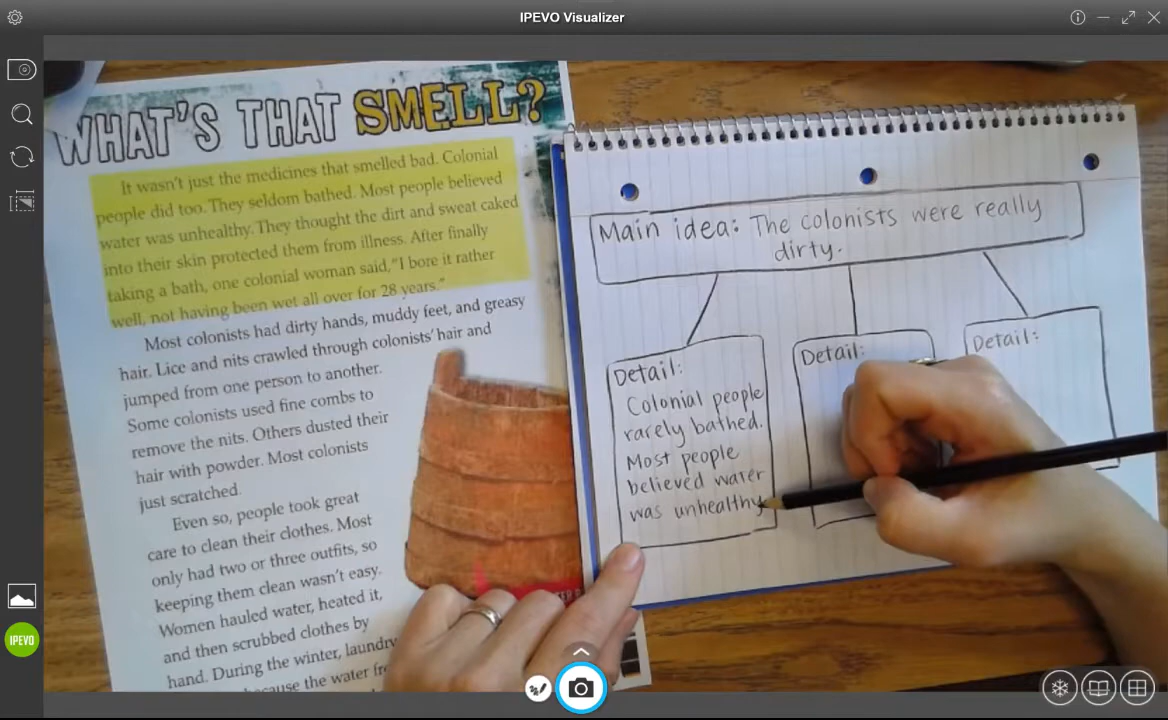 IPEVO Visualizer
WHAT'S THAT SMELL?
It wasn't just the medicines that smelled bad. Colonial
people did too. They seldom bathed. Most people believed
water was unhealthy. They thought the dirt and sweat caked
into their skin protected them from illness. After finally
taking a bath, one colonial woman said, "I bore it rather
well, not having been wet all over for 28 years."
Most colonists had dirty hands, muddy feet, and greasy
hair. Lice and nits crawled through colonists' hair and
jumped from one person to another.
Some colonists used fine combs to
remove the nits. Others dusted their
hair with powder. Most colonists
just scratched.
Even so, people took great
care to clean their clothes. Most
only had two or three outfits, so
keeping them clean wasn't easy.
Women hauled water, heated it,
and then scrubbed clothes by
hand. During the winter, laundry
because the water
Main idea: The colonists were really
dirty.
Detail:
Colonial people
rarely bathed.
Most people
believed water
was unhealthy
Detail:
Detail:
IPEVO